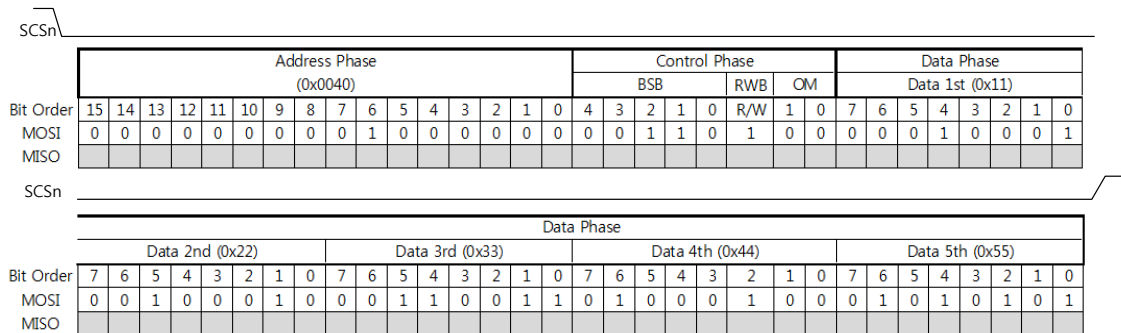 SCSn
Address Phase Control Phase Data Phase
(0x0040) BSB RWB OM Data 1st (0x11)
Bit Order 15 14 13 12 11 10 9 8 7 6 5 4 3 2 1 0 4 3 2 1 0 R/W 1 0 7 6 5 4 3 2 1 0
MOSI 0 0 0 0 0 0 0 0 0 1 0 0 0 0 0 0 0 0 1 1 0 1 0 0 0 0 0 1 0 0 0 1
MISO
SCSn
Data Phase
Data 2nd (0x22) Data 3rd (0x33) Data 4th (0x44) Data 5th (0x55)
Bit Order 7 6 5 4 3 2 1 0 7 6 5 4 3 2 1 0 7 6 5 4 3 2 1 0 7 6 5 4 3 2 1 0
MOSI 0 0 1 0 0 0 1 0 0 0 1 1 0 0 1 1 0 1 0 0 0 1 0 0 0 1 0 1 0 1 0 1
MISO